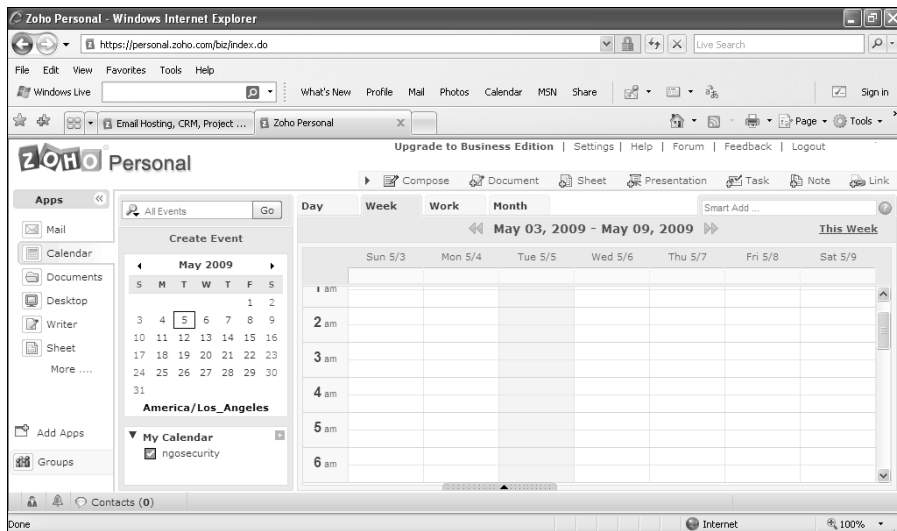 Zoho Personal - Windows Internet Explorer
https://personal.zoho.com/biz/index.do
Live Search
File Edit View Favorites Tools Help
Windows Live What's New Profile Mail Photos Calendar MSN Share Sign in
Email Hosting, CRM, Project ... Zoho Personal Page Tools
ZOHO Personal
Upgrade to Business Edition | Settings | Help | Forum | Feedback | Logout
Compose Document Sheet Presentation Task Note Link
Apps
Mail
Calendar
Documents
Desktop
Writer
Sheet
More ....
Add Apps
Groups
All Events Go
Create Event
May 2009
S M T W T F S
1 2
3 4 5 6 7 8 9
10 11 12 13 14 15 16
17 18 19 20 21 22 23
24 25 26 27 28 29 30
31
America/Los_Angeles
My Calendar
ngosecurity
Day Week Work Month Smart Add ...
May 03, 2009 - May 09, 2009 This Week
Sun 5/3 Mon 5/4 Tue 5/5 Wed 5/6 Thu 5/7 Fri 5/8 Sat 5/9
1 am
2 am
3 am
4 am
5 am
6 am
Contacts (0)
Done Internet 100%